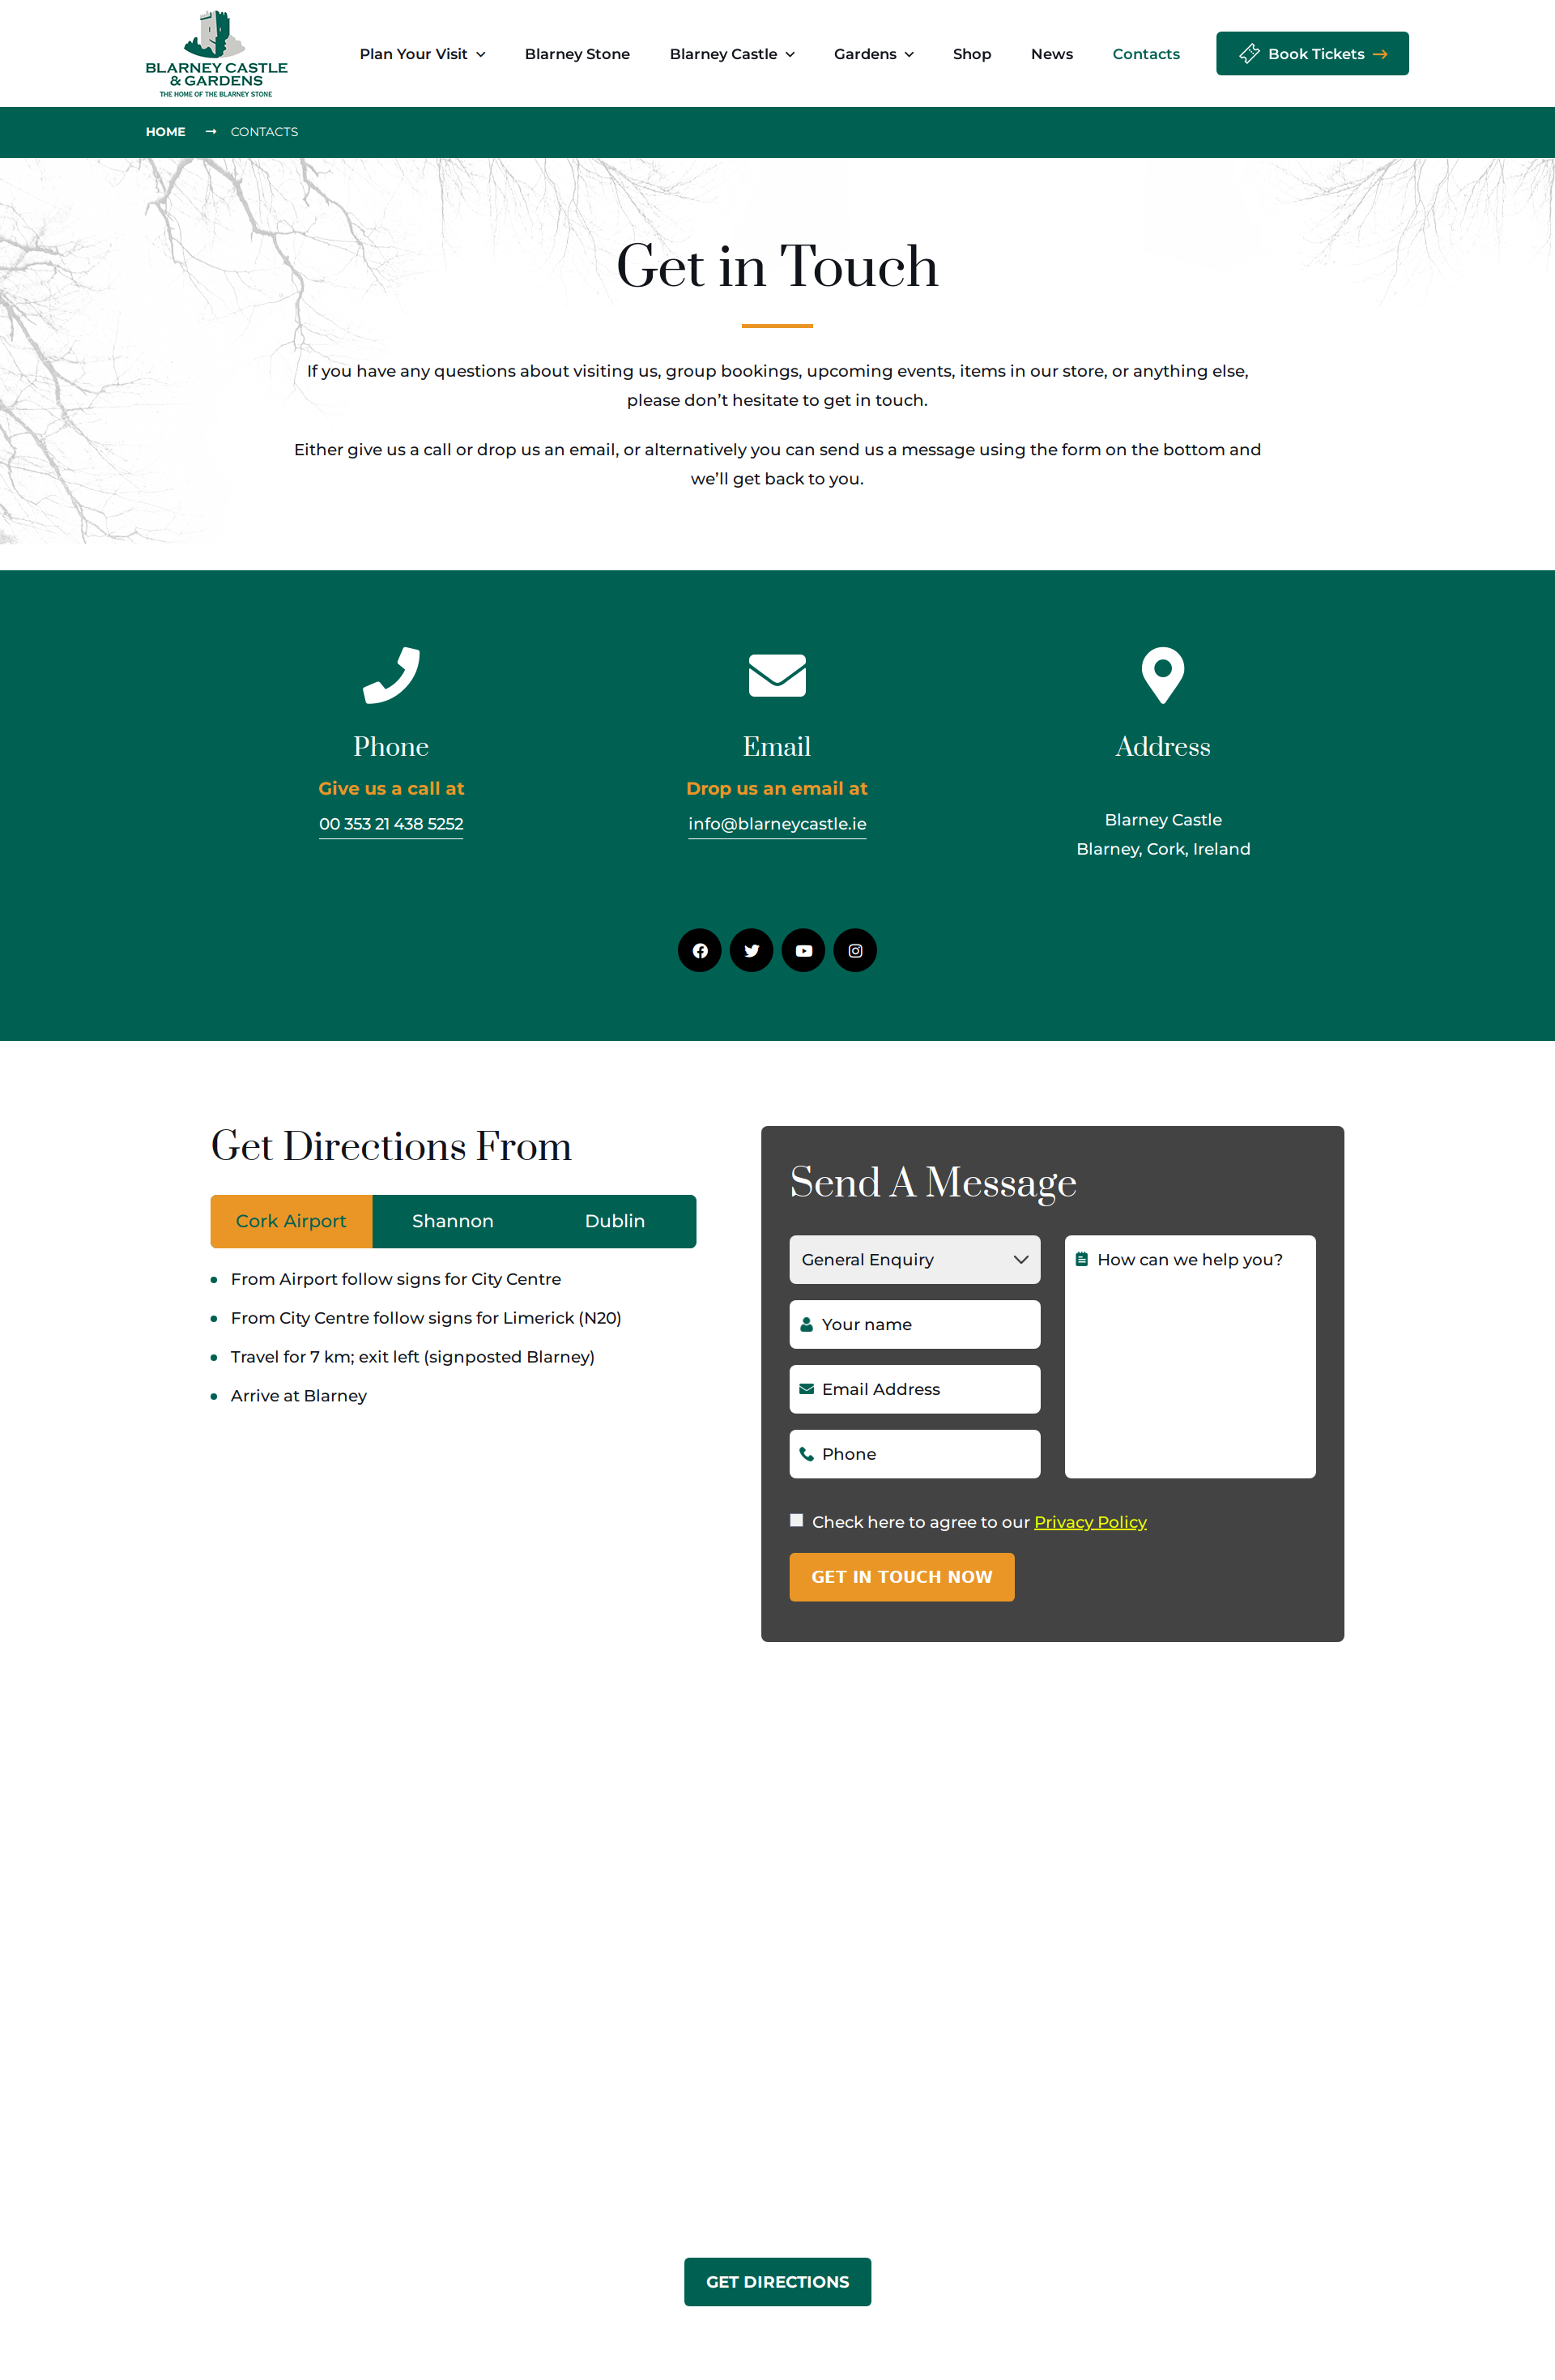 BLARNEY CASTLE
& GARDENS
THE HOME OF THE BLARNEY STONE
Plan Your Visit
Blarney Stone
Blarney Castle
Gardens
Shop
News
Contacts
Book Tickets
HOME
CONTACTS
Get in Touch
If you have any questions about visiting us, group bookings, upcoming events, items in our store, or anything else,
please don’t hesitate to get in touch.
Either give us a call or drop us an email, or alternatively you can send us a message using the form on the bottom and
we’ll get back to you.
Phone
Give us a call at
00 353 21 438 5252
Email
Drop us an email at
info@blarneycastle.ie
Address
Blarney Castle
Blarney, Cork, Ireland
Get Directions From
Cork Airport
Shannon
Dublin
From Airport follow signs for City Centre
From City Centre follow signs for Limerick (N20)
Travel for 7 km; exit left (signposted Blarney)
Arrive at Blarney
Send A Message
General Enquiry
Your name
Email Address
Phone
How can we help you?
Check here to agree to our Privacy Policy
GET IN TOUCH NOW
GET DIRECTIONS